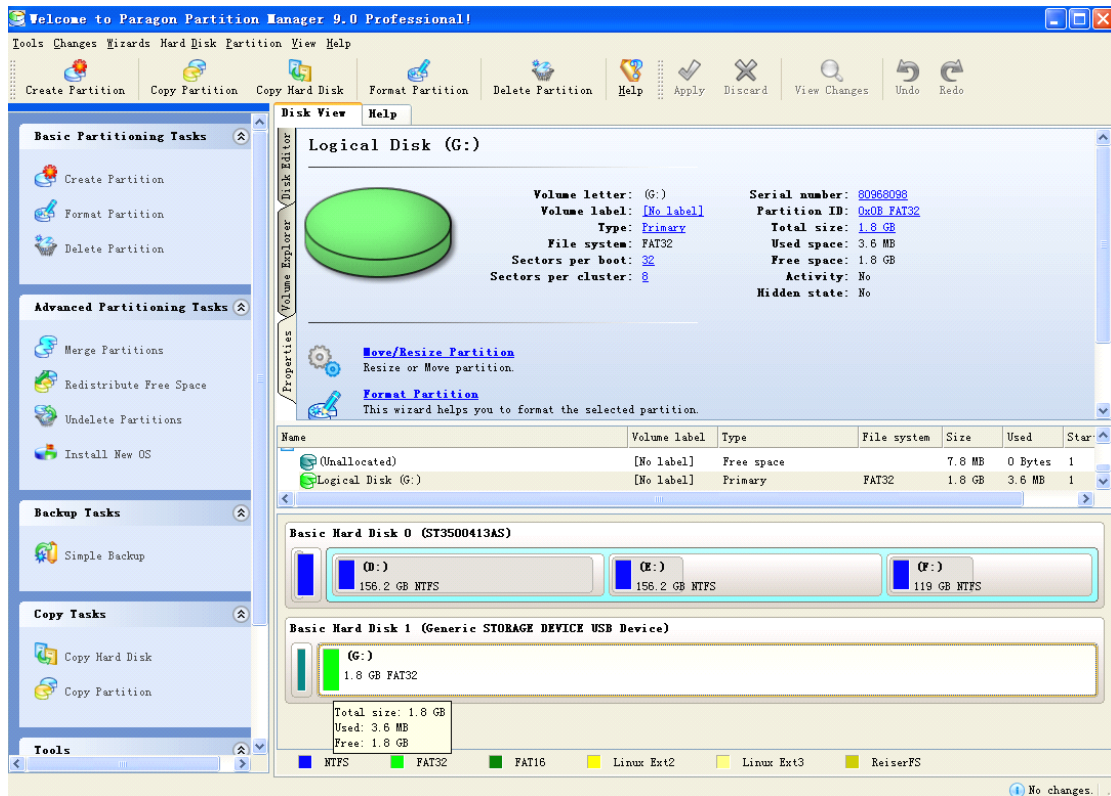 Welcome to Paragon Partition Manager 9.0 Professional!
Tools Changes Wizards Hard Disk Partition View Help
Create Partition Copy Partition Copy Hard Disk Format Partition Delete Partition Help Apply Discard View Changes Undo Redo
Disk View Help
Basic Partitioning Tasks
Create Partition
Format Partition
Delete Partition
Advanced Partitioning Tasks
Merge Partitions
Redistribute Free Space
Undelete Partitions
Install New OS
Backup Tasks
Simple Backup
Copy Tasks
Copy Hard Disk
Copy Partition
Tools
Disk Editor
Volume Explorer
Properties
Logical Disk (G:)
Volume letter: (G:)
Volume label: [No label]
Type: Primary
File system: FAT32
Sectors per boot: 32
Sectors per cluster: 8
Serial number: 80968098
Partition ID: 0x0B FAT32
Total size: 1.8 GB
Used space: 3.6 MB
Free space: 1.8 GB
Activity: No
Hidden state: No
Move/Resize Partition
Resize or Move partition.
Format Partition
This wizard helps you to format the selected partition.
Name Volume label Type File system Size Used Star
(Unallocated) [No label] Free space 7.8 MB 0 Bytes 1
Logical Disk (G:) [No label] Primary FAT32 1.8 GB 3.6 MB 1
Basic Hard Disk 0 (ST3500413AS)
(D:)
156.2 GB NTFS
(E:)
156.2 GB NTFS
(F:)
119 GB NTFS
Basic Hard Disk 1 (Generic STORAGE DEVICE USB Device)
(G:)
1.8 GB FAT32
Total size: 1.8 GB
Used: 3.6 MB
Free: 1.8 GB
NTFS FAT32 FAT16 Linux Ext2 Linux Ext3 ReiserFS
No changes.